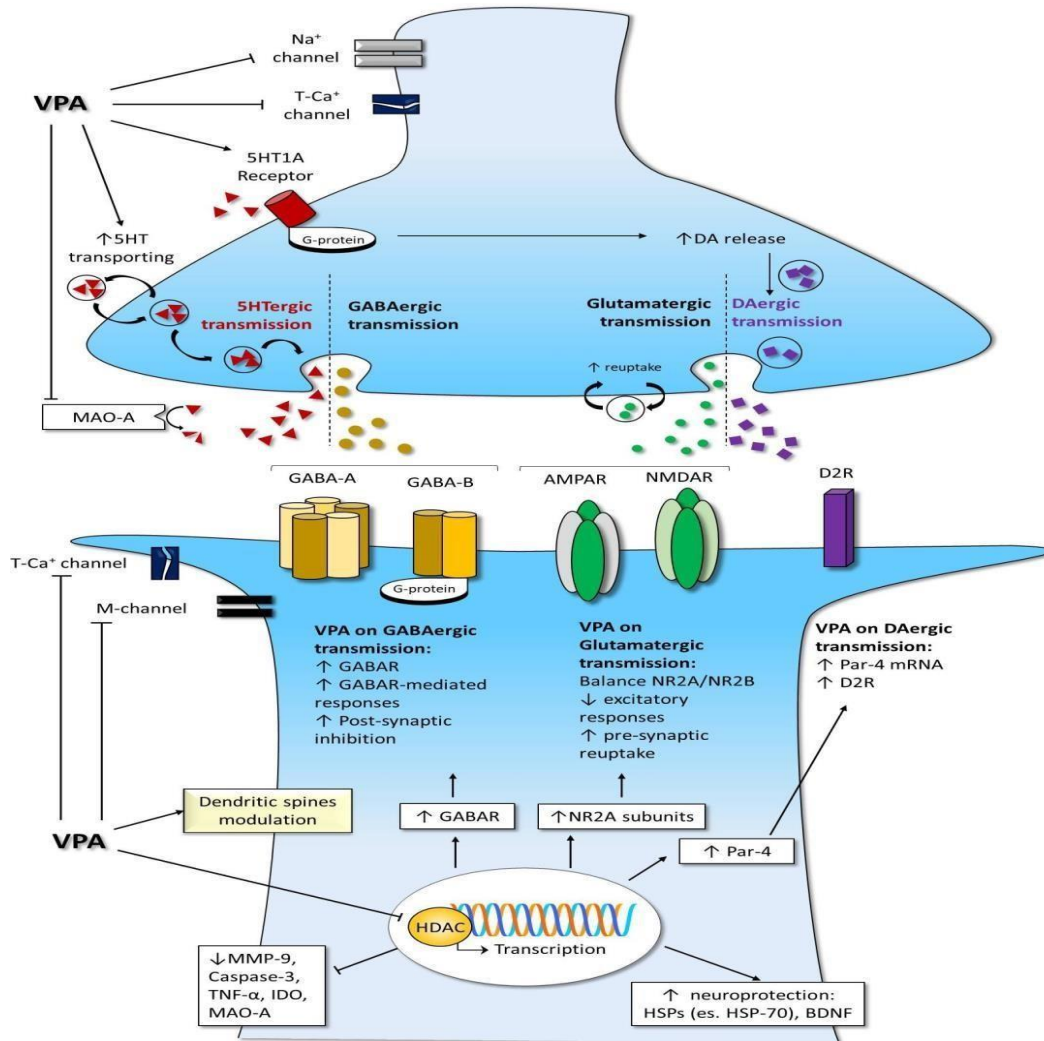 Na⁺
channel
VPA
T-Ca⁺
channel
5HT1A
Receptor
G-protein
↑DA release
↑5HT
transporting
5HTergic
transmission
GABAergic
transmission
Glutamatergic
transmission
DAergic
transmission
↑ reuptake
MAO-A
GABA-A
GABA-B
AMPAR
NMDAR
D2R
T-Ca⁺ channel
M-channel
G-protein
VPA on GABAergic
transmission:
↑ GABAR
↑ GABAR-mediated
responses
↑ Post-synaptic
inhibition
VPA on
Glutamatergic
transmission:
Balance NR2A/NR2B
↓ excitatory
responses
↑ pre-synaptic
reuptake
VPA on DAergic
transmission:
↑ Par-4 mRNA
↑ D2R
Dendritic spines
modulation
VPA
↑ GABAR
↑NR2A subunits
↑ Par-4
HDAC
Transcription
↓MMP-9,
Caspase-3,
TNF-α, IDO,
MAO-A
↑ neuroprotection:
HSPs (es. HSP-70), BDNF